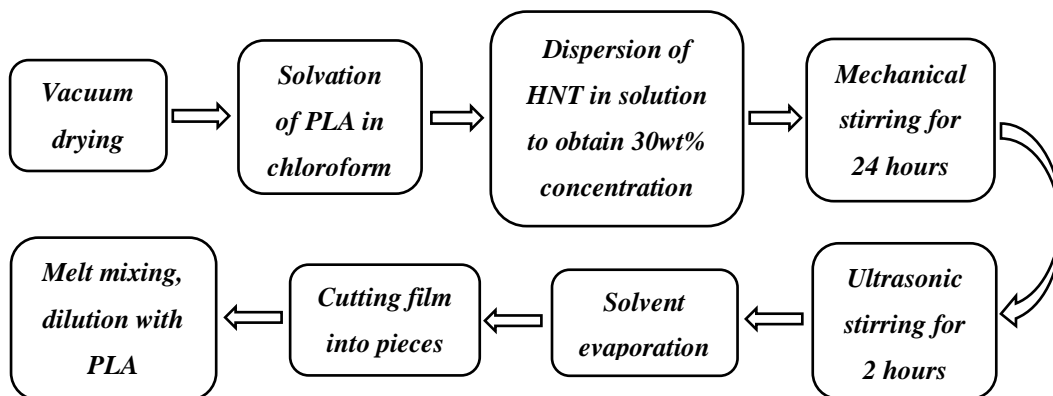 Vacuum
drying
Solvation
of PLA in
chloroform
Dispersion of
HNT in solution
to obtain 30wt%
concentration
Mechanical
stirring for
24 hours
Ultrasonic
stirring for
2 hours
Solvent
evaporation
Cutting film
into pieces
Melt mixing,
dilution with
PLA